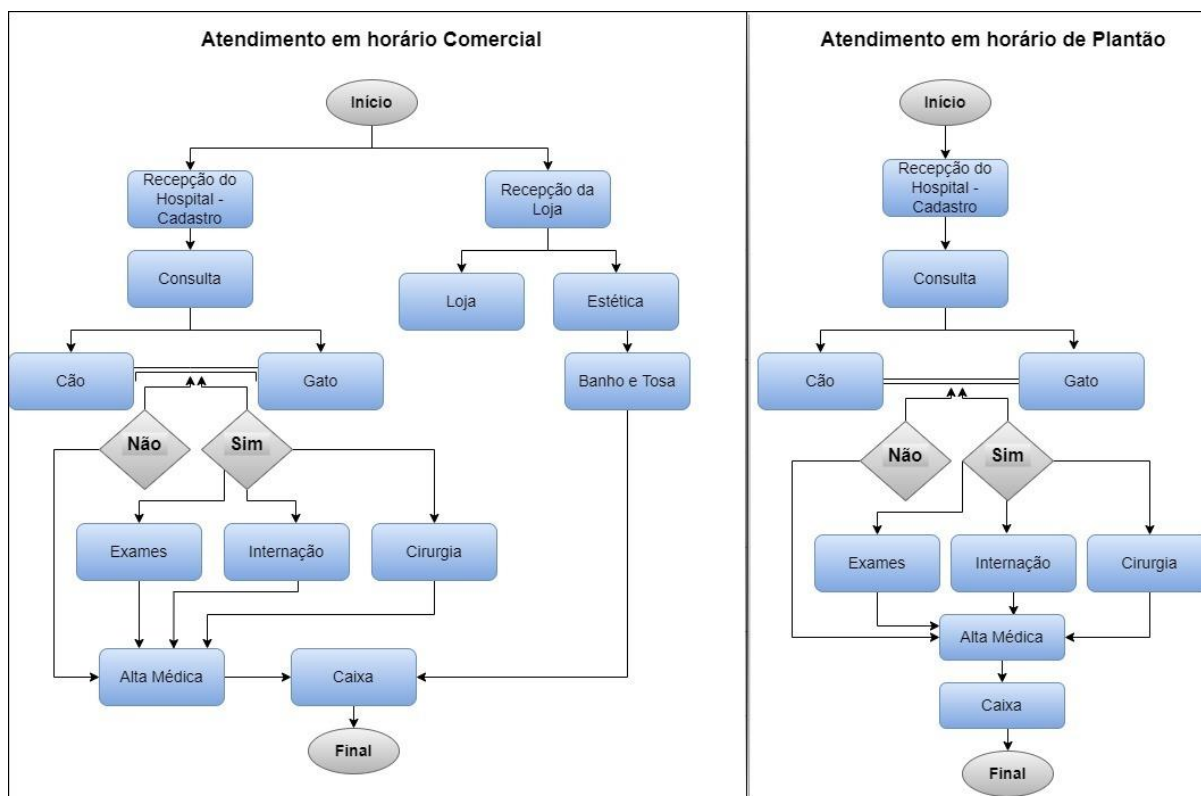 Atendimento em horário Comercial
Início
Recepção do
Hospital -
Cadastro
Recepção da
Loja
Consulta
Loja
Estética
Cão
Gato
Banho e Tosa
Não
Sim
Exames
Internação
Cirurgia
Alta Médica
Caixa
Final
Atendimento em horário de Plantão
Início
Recepção do
Hospital -
Cadastro
Consulta
Cão
Gato
Não
Sim
Exames
Internação
Cirurgia
Alta Médica
Caixa
Final